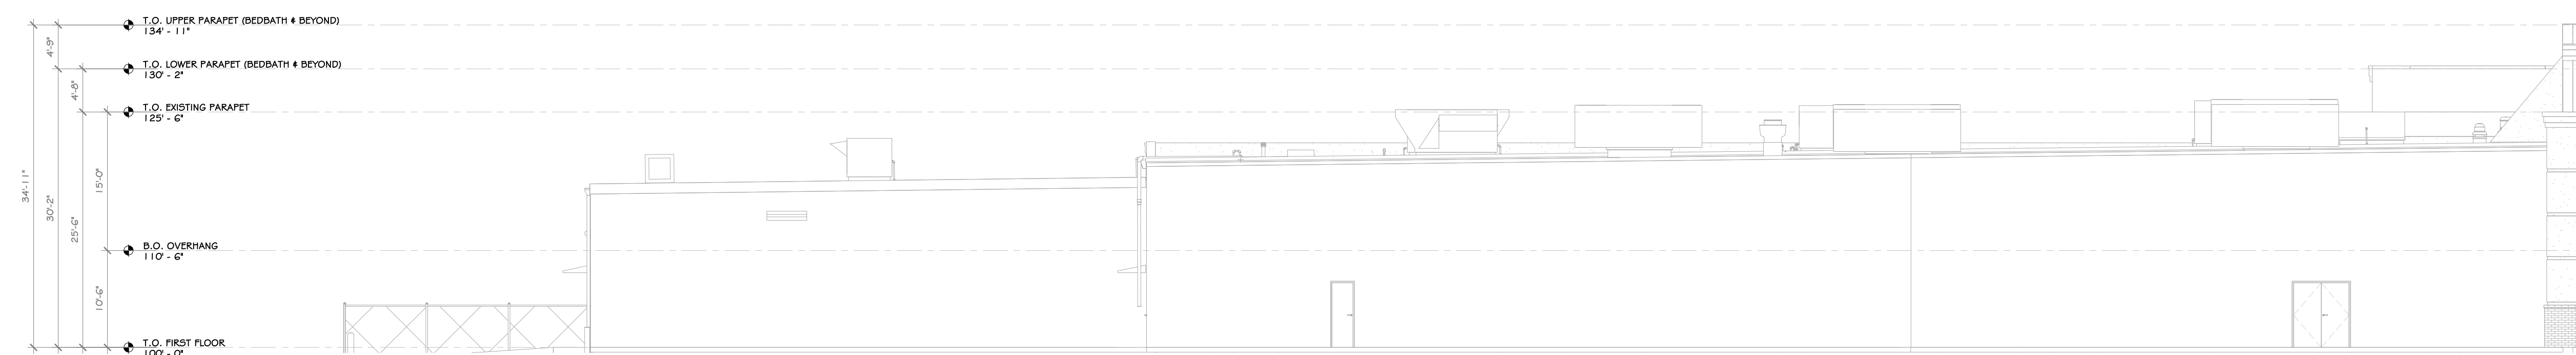 T.O. UPPER PARAPET (BEDBATH & BEYOND)
134' - 11"
4'-9"
T.O. LOWER PARAPET (BEDBATH & BEYOND)
130' - 2"
4'-8"
T.O. EXISTING PARAPET
125' - 6"
34'-11"
30'-2"
25'-6"
15'-0"
B.O. OVERHANG
110' - 6"
10'-6"
T.O. FIRST FLOOR
100' - 0"